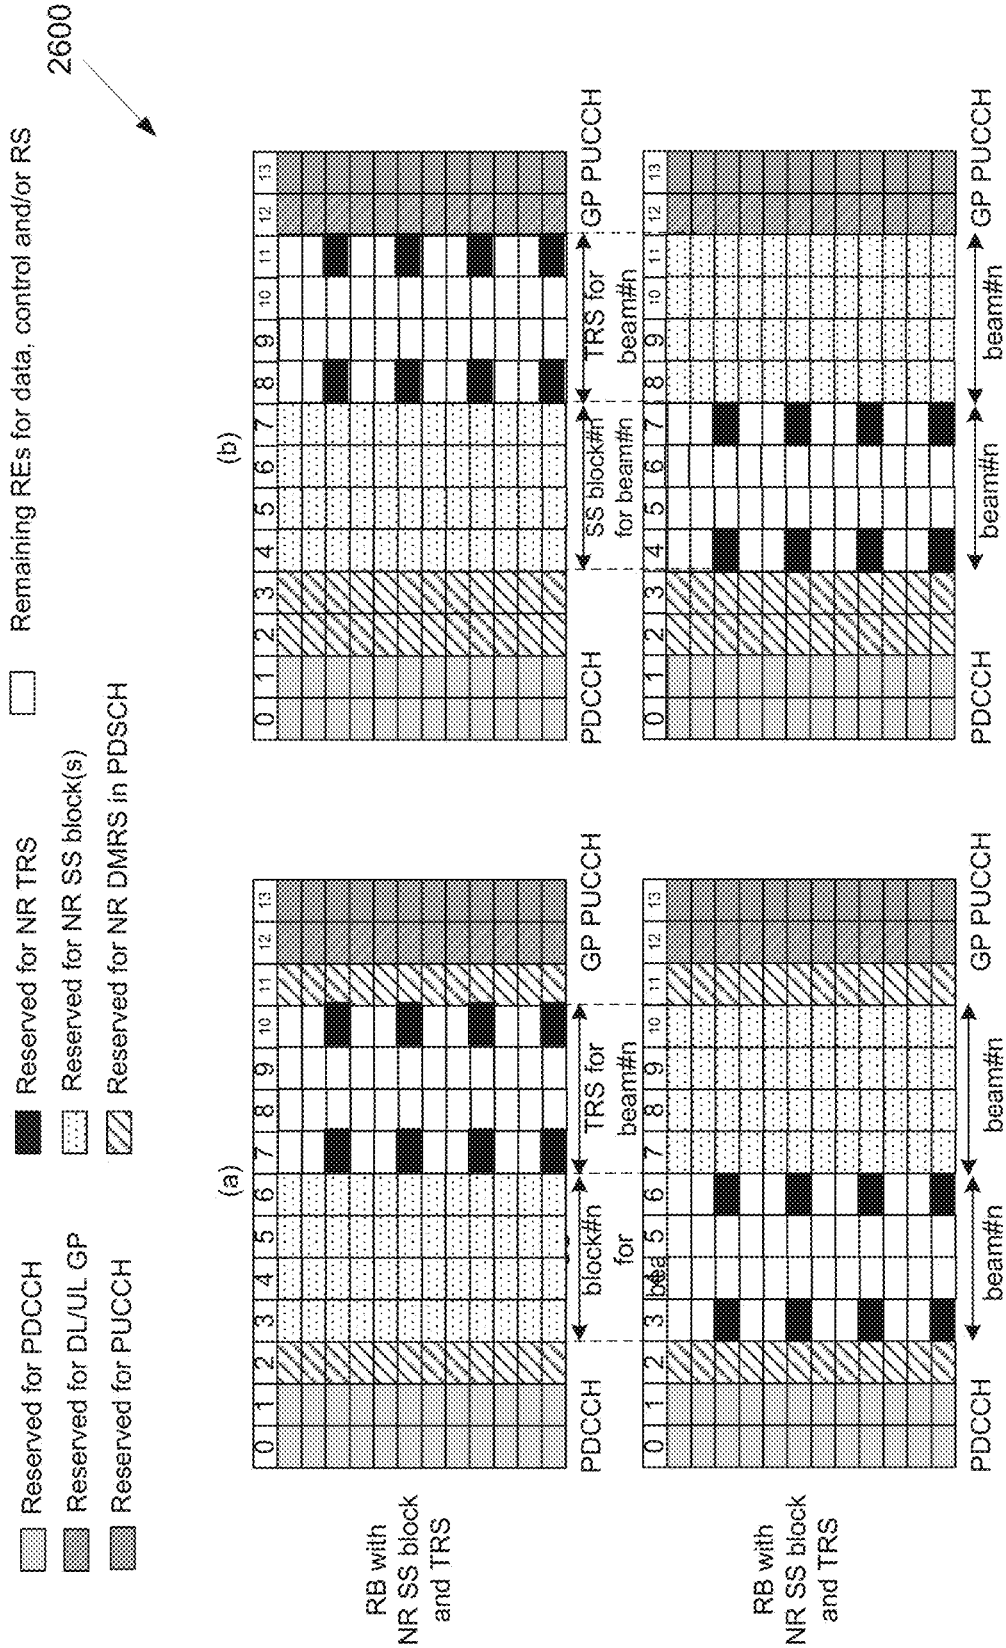 2600
Reserved for PDCCH
Reserved for DL/UL GP
Reserved for PUCCH
Reserved for NR TRS
Reserved for NR SS block(s)
Reserved for NR DMRS in PDSCH
Remaining REs for data, control and/or RS
(a)
RB with
NR SS block
and TRS
0 1 2 3 4 5 6 7 8 9 10 11 12 13
PDCCH
block#n
for
bea
TRS for
beam#n
GP PUCCH
RB with
NR SS block
and TRS
0 1 2 3 5 6 7 8 9 10 11 12 13
PDCCH
beam#n
beam#n
GP PUCCH
(b)
0 1 2 3 4 5 6 7 8 9 10 11 12 13
PDCCH
SS block#n
for beam#n
TRS for
beam#n
GP PUCCH
0 1 2 3 4 5 6 7 8 9 10 11 12 13
PDCCH
beam#n
beam#n
GP PUCCH